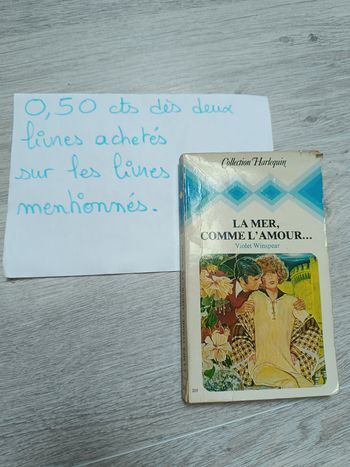 0,50 cts dès deux
livres achetés
sur les livres
mentionnés.
Collection Harlequin
LA MER,
COMME L'AMOUR...
Violet Winspear